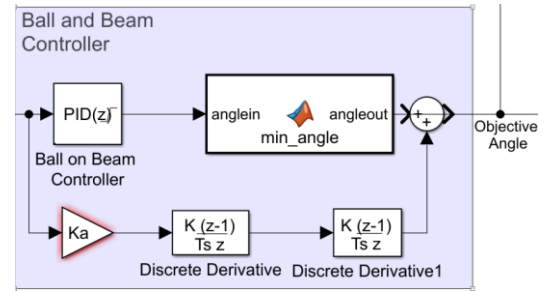 Ball and Beam
Controller
PID(z)
Ball on Beam
Controller
anglein
angleout
min_angle
+
+
Objective
Angle
Ka
K (z-1)
Ts z
Discrete Derivative
K (z-1)
Ts z
Discrete Derivative1